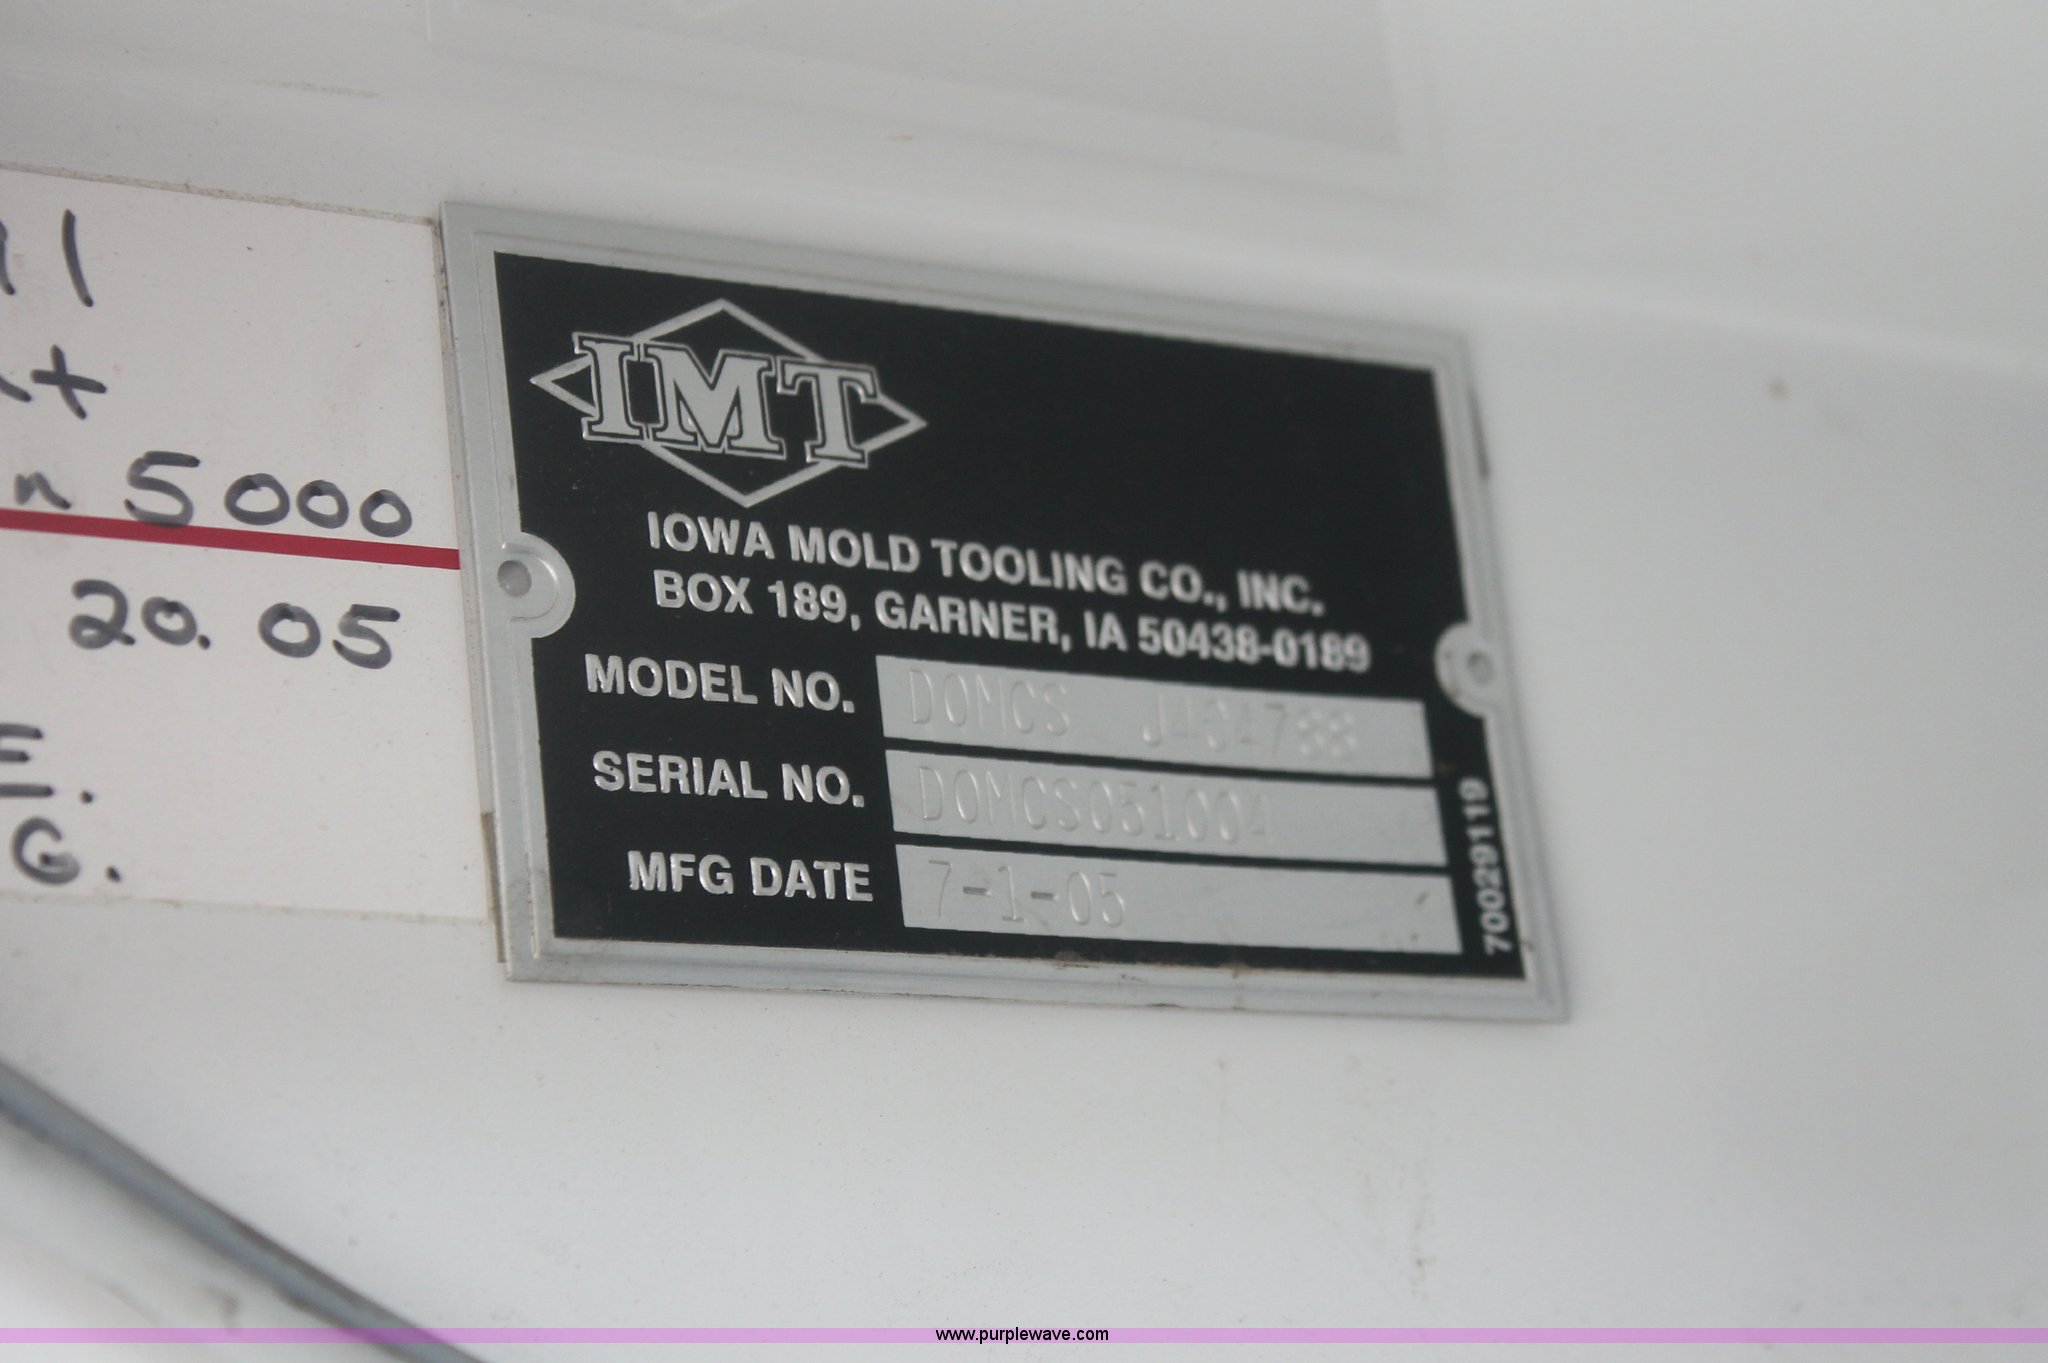 5000
20.05
E.
G.
IMT
IOWA MOLD TOOLING CO., INC.
BOX 189, GARNER, IA 50438-0189
MODEL NO. DOMCS
SERIAL NO. DOMCS051004
MFG DATE 7-1-05
70029119
www.purplewave.com